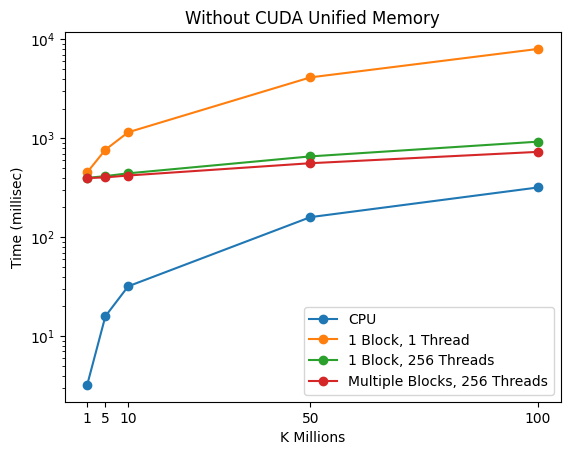 Without CUDA Unified Memory
Time (millisec)
10^4
10^3
10^2
10^1
CPU
1 Block, 1 Thread
1 Block, 256 Threads
Multiple Blocks, 256 Threads
1 5 10 50 100
K Millions